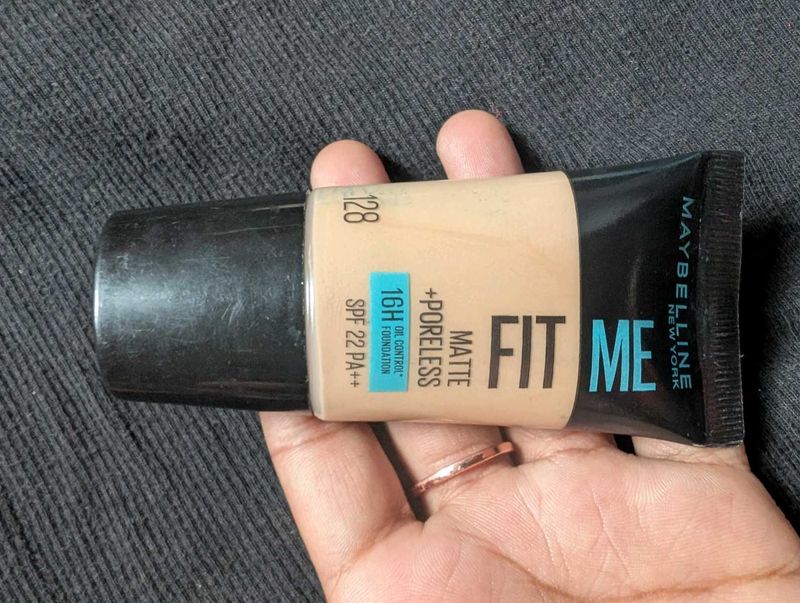 MAYBELLINE
NEW YORK
FIT ME
MATTE
+PORELESS
16H OIL CONTROL*
FOUNDATION
SPF 22 PA++
128